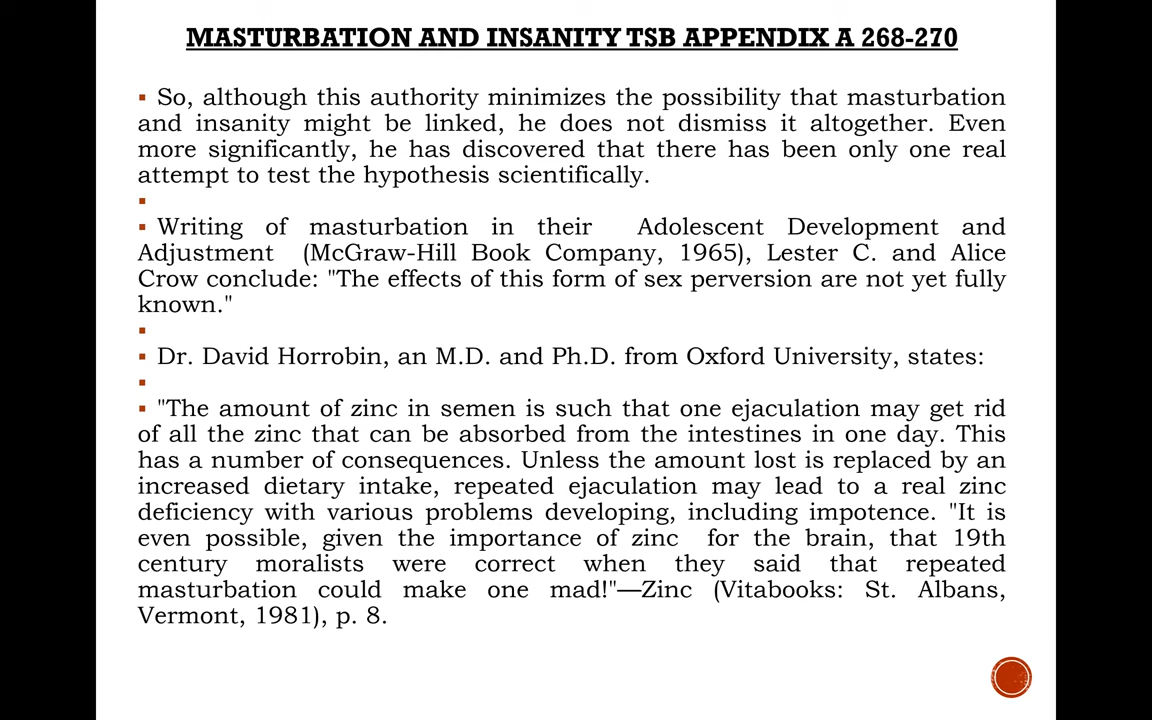 MASTURBATION AND INSANITY TSB APPENDIX A 268-270
▪ So, although this authority minimizes the possibility that masturbation
and insanity might be linked, he does not dismiss it altogether. Even
more significantly, he has discovered that there has been only one real
attempt to test the hypothesis scientifically.
▪
▪ Writing of masturbation in their Adolescent Development and
Adjustment (McGraw-Hill Book Company, 1965), Lester C. and Alice
Crow conclude: "The effects of this form of sex perversion are not yet fully
known."
▪
▪ Dr. David Horrobin, an M.D. and Ph.D. from Oxford University, states:
▪
▪ "The amount of zinc in semen is such that one ejaculation may get rid
of all the zinc that can be absorbed from the intestines in one day. This
has a number of consequences. Unless the amount lost is replaced by an
increased dietary intake, repeated ejaculation may lead to a real zinc
deficiency with various problems developing, including impotence. "It is
even possible, given the importance of zinc for the brain, that 19th
century moralists were correct when they said that repeated
masturbation could make one mad!"—Zinc (Vitabooks: St. Albans,
Vermont, 1981), p. 8.